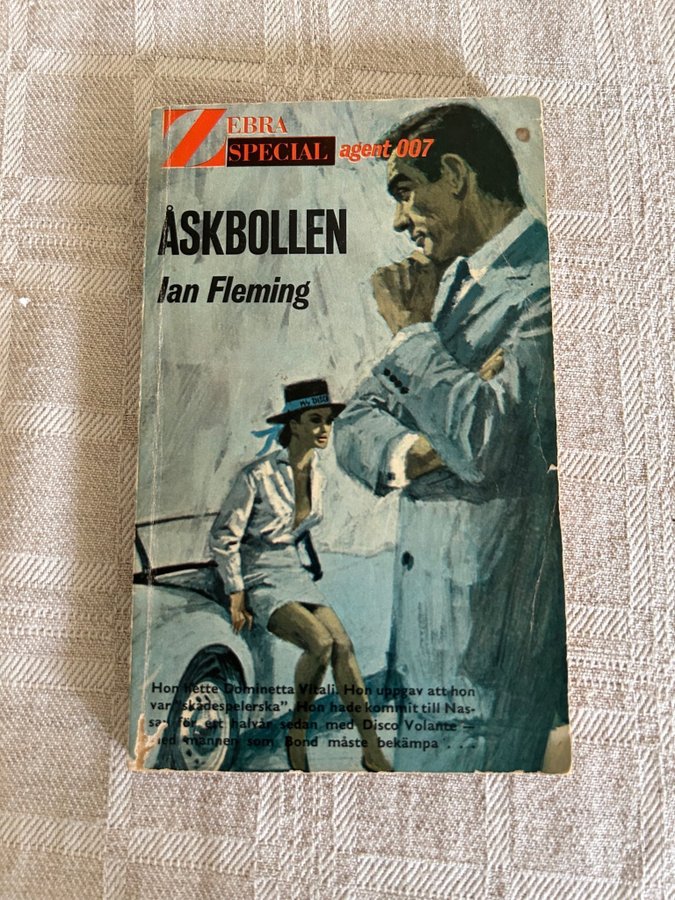 ZEBRA
SPECIAL agent 007
ÅSKBOLLEN
Ian Fleming
M/Y DISCO
Hon hette Dominetta Vitali. Hon uppgav att hon
var "skådespelerska". Hon hade kommit till Nas-
sau för ett halvår sedan med Disco Volante —
med mannen som Bond måste bekämpa . . .